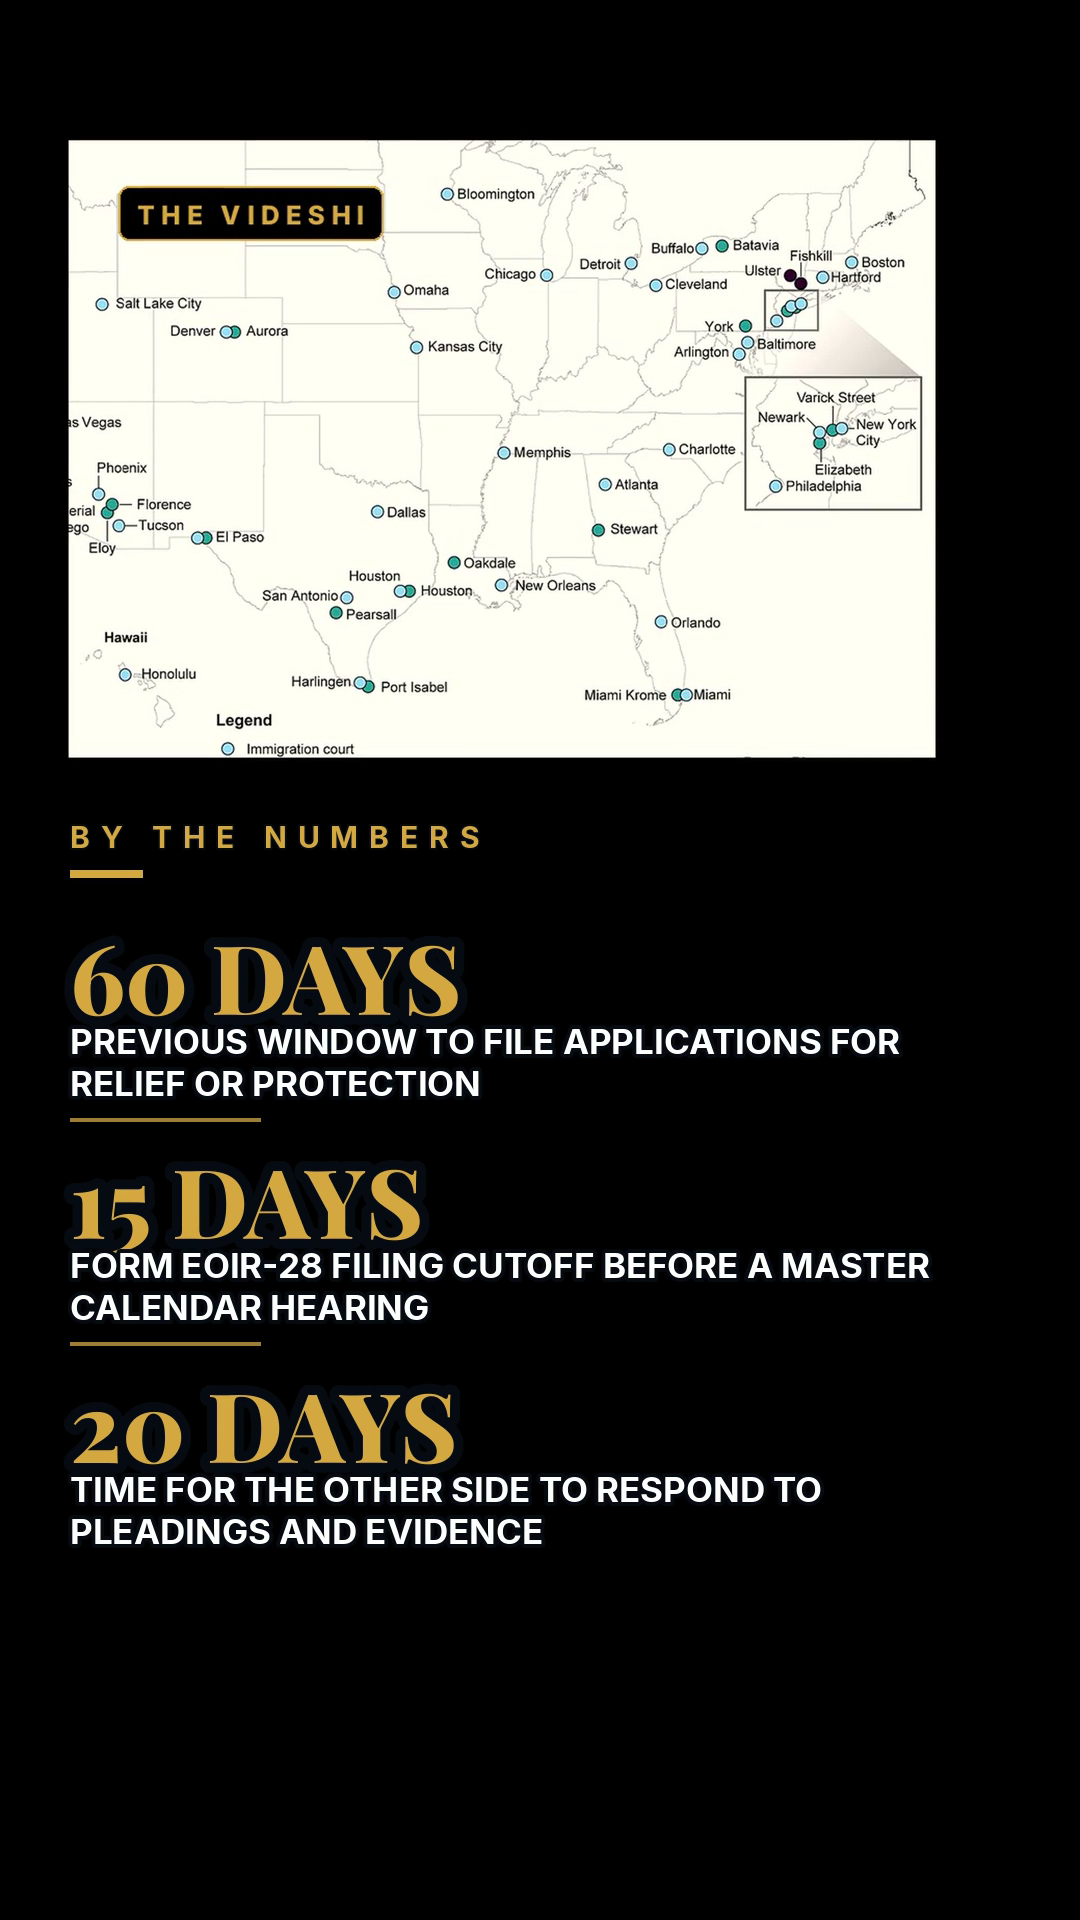 THE VIDESHI
Bloomington
Buffalo
Batavia
Fishkill
Ulster
Boston
Hartford
Detroit
Chicago
Cleveland
Omaha
Salt Lake City
Denver
Aurora
Kansas City
York
Baltimore
Arlington
as Vegas
Varick Street
Newark
New York
City
Elizabeth
Philadelphia
Memphis
Charlotte
Phoenix
s
Florence
erial
ego
Tucson
Eloy
El Paso
Atlanta
Dallas
Stewart
Oakdale
Houston
Houston
New Orleans
San Antonio
Pearsall
Orlando
Hawaii
Honolulu
Harlingen
Port Isabel
Miami Krome
Miami
Legend
Immigration court
BY THE NUMBERS
60 DAYS
PREVIOUS WINDOW TO FILE APPLICATIONS FOR
RELIEF OR PROTECTION
15 DAYS
FORM EOIR-28 FILING CUTOFF BEFORE A MASTER
CALENDAR HEARING
20 DAYS
TIME FOR THE OTHER SIDE TO RESPOND TO
PLEADINGS AND EVIDENCE